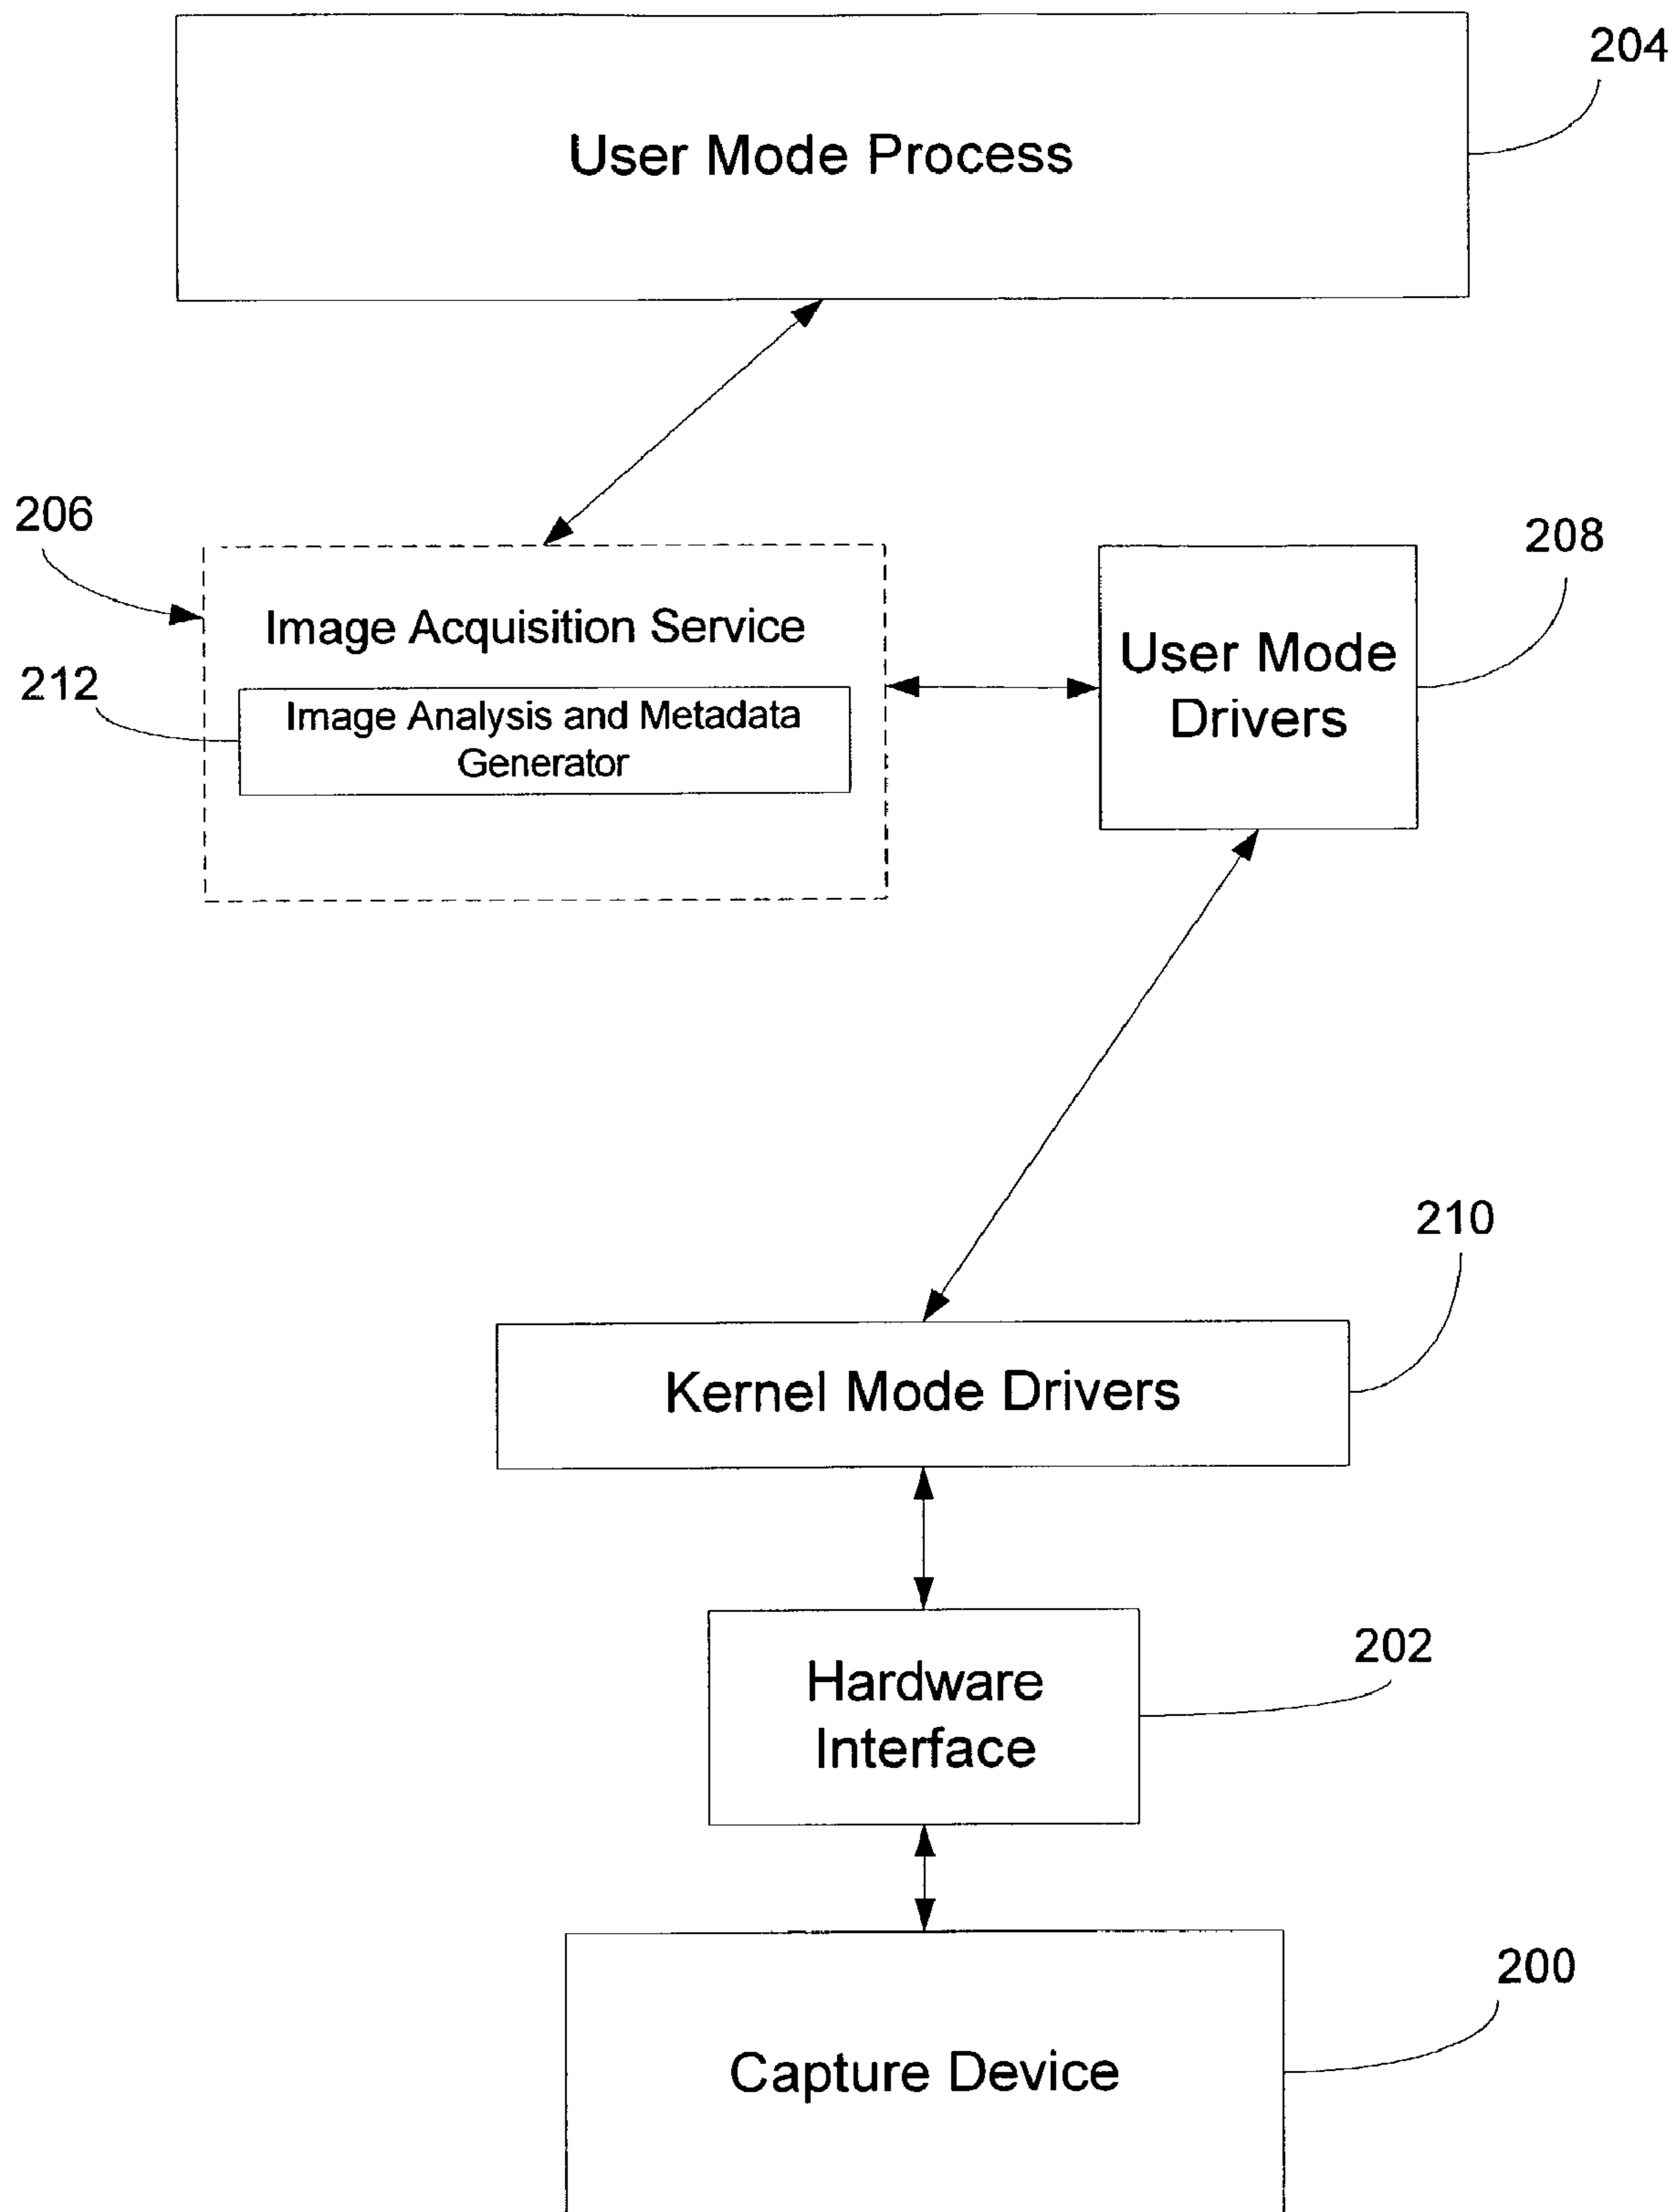 204
User Mode Process
206
208
Image Acquisition Service
User Mode
Drivers
212
Image Analysis and Metadata
Generator
210
Kernel Mode Drivers
202
Hardware
Interface
200
Capture Device